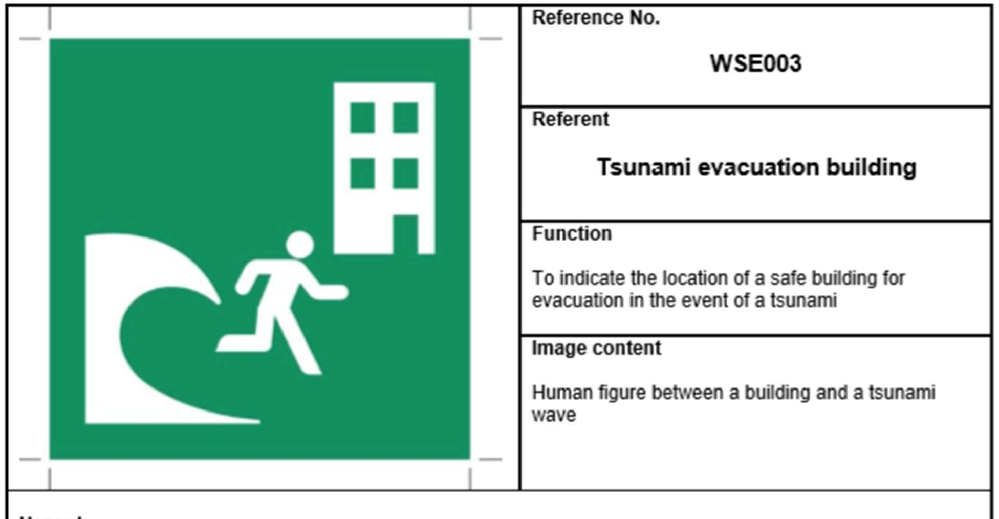 Reference No.
WSE003
Referent
Tsunami evacuation building
Function
To indicate the location of a safe building for
evacuation in the event of a tsunami
Image content
Human figure between a building and a tsunami
wave